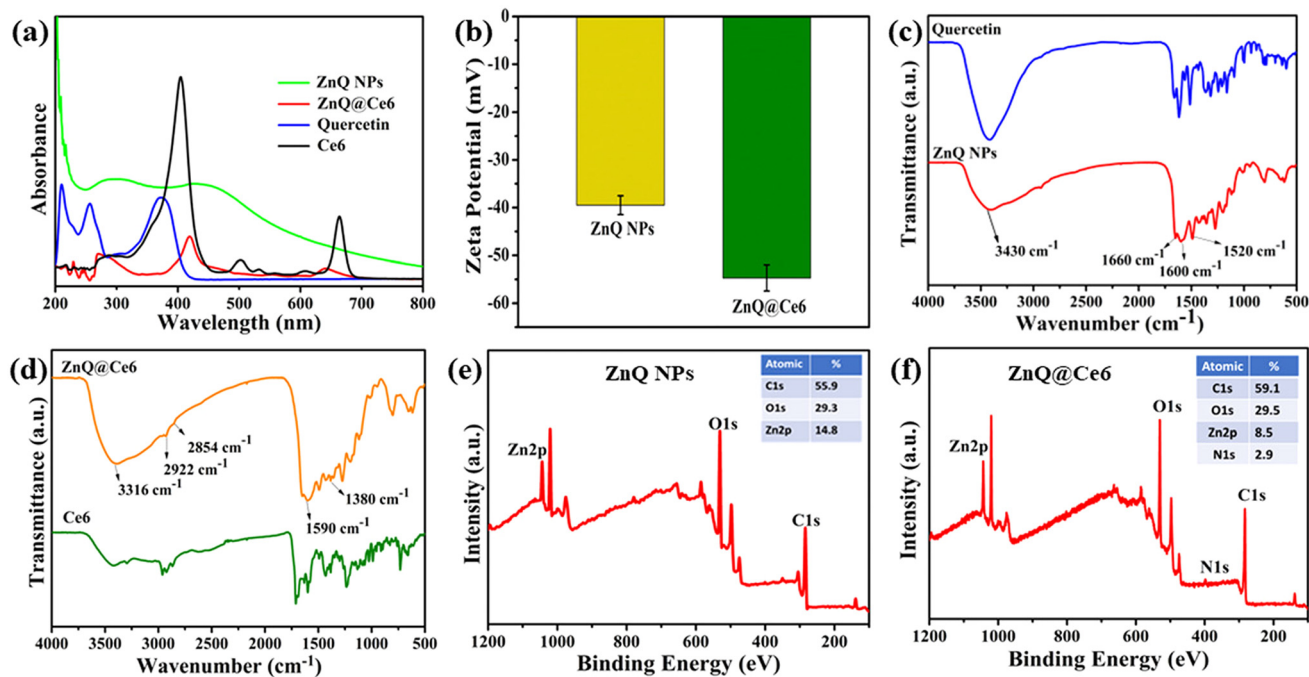 (a)
ZnQ NPs
ZnQ@Ce6
Quercetin
Ce6
Absorbance
200 300 400 500 600 700 800
Wavelength (nm)
(b)
0
-10
-20
-30
-40
-50
-60
Zeta Potential (mV)
ZnQ NPs
ZnQ@Ce6
(c)
Quercetin
ZnQ NPs
3430 cm⁻¹
1660 cm⁻¹
1600 cm⁻¹
1520 cm⁻¹
Transmittance (a.u.)
4000 3500 3000 2500 2000 1500 1000 500
Wavenumber (cm⁻¹)
(d)
ZnQ@Ce6
2854 cm⁻¹
2922 cm⁻¹
3316 cm⁻¹
1380 cm⁻¹
1590 cm⁻¹
Ce6
Transmittance (a.u.)
4000 3500 3000 2500 2000 1500 1000 500
Wavenumber (cm⁻¹)
(e)
ZnQ NPs
Atomic %
C1s 55.9
O1s 29.3
Zn2p 14.8
Zn2p
O1s
C1s
Intensity (a.u.)
1200 1000 800 600 400 200
Binding Energy (eV)
(f)
ZnQ@Ce6
Atomic %
C1s 59.1
O1s 29.5
Zn2p 8.5
N1s 2.9
O1s
Zn2p
C1s
N1s
Intensity (a.u.)
1200 1000 800 600 400 200
Binding Energy (eV)